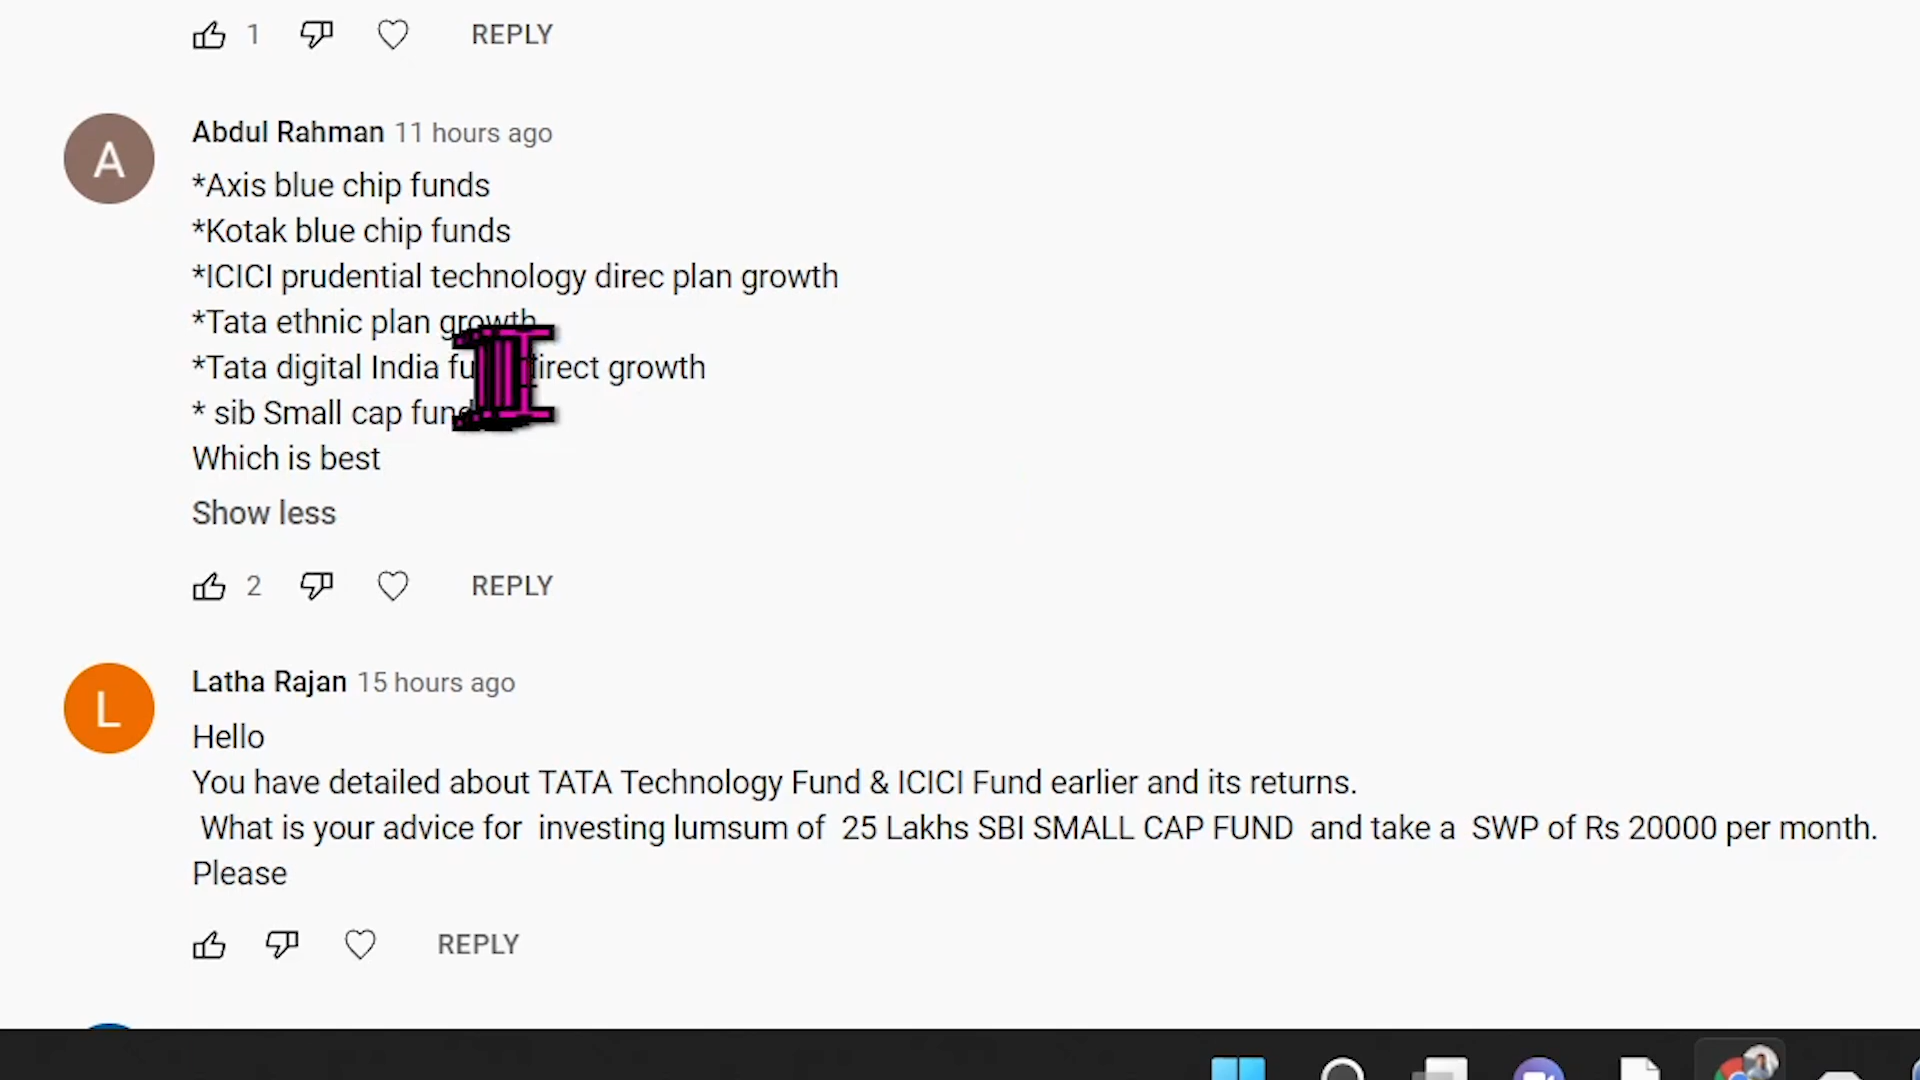 1 REPLY
A
Abdul Rahman 11 hours ago
*Axis blue chip funds
*Kotak blue chip funds
*ICICI prudential technology direc plan growth
*Tata ethnic plan growth
*Tata digital India growth
* sib Small cap
Which is best
Show less
2 REPLY
L
Latha Rajan 15 hours ago
Hello
You have detailed about TATA Technology Fund & ICICI Fund earlier and its returns.
What is your advice for investing lumsum of 25 Lakhs SBI SMALL CAP FUND and take a SWP of Rs 20000 per month.
Please
REPLY